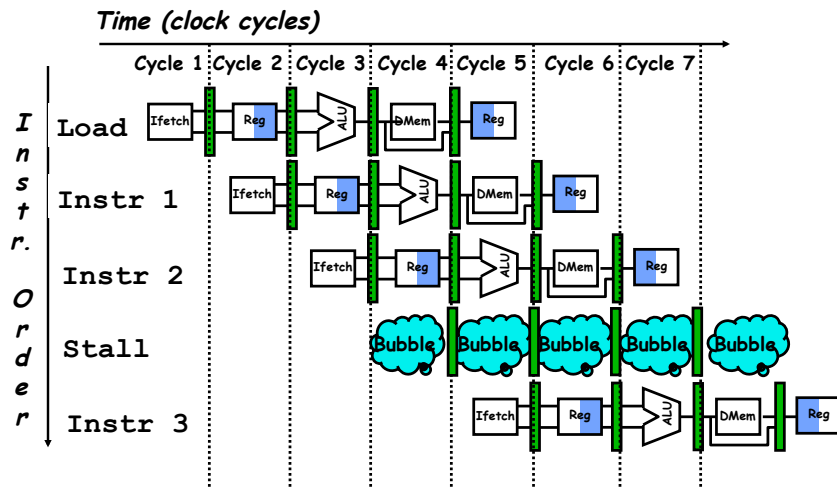 Time (clock cycles)
Cycle 1 Cycle 2 Cycle 3 Cycle 4 Cycle 5 Cycle 6 Cycle 7
Instr. Order
Load Ifetch Reg ALU DMem Reg
Instr 1 Ifetch Reg ALU DMem Reg
Instr 2 Ifetch Reg ALU DMem Reg
Stall Bubble Bubble Bubble Bubble Bubble
Instr 3 Ifetch Reg ALU DMem Reg